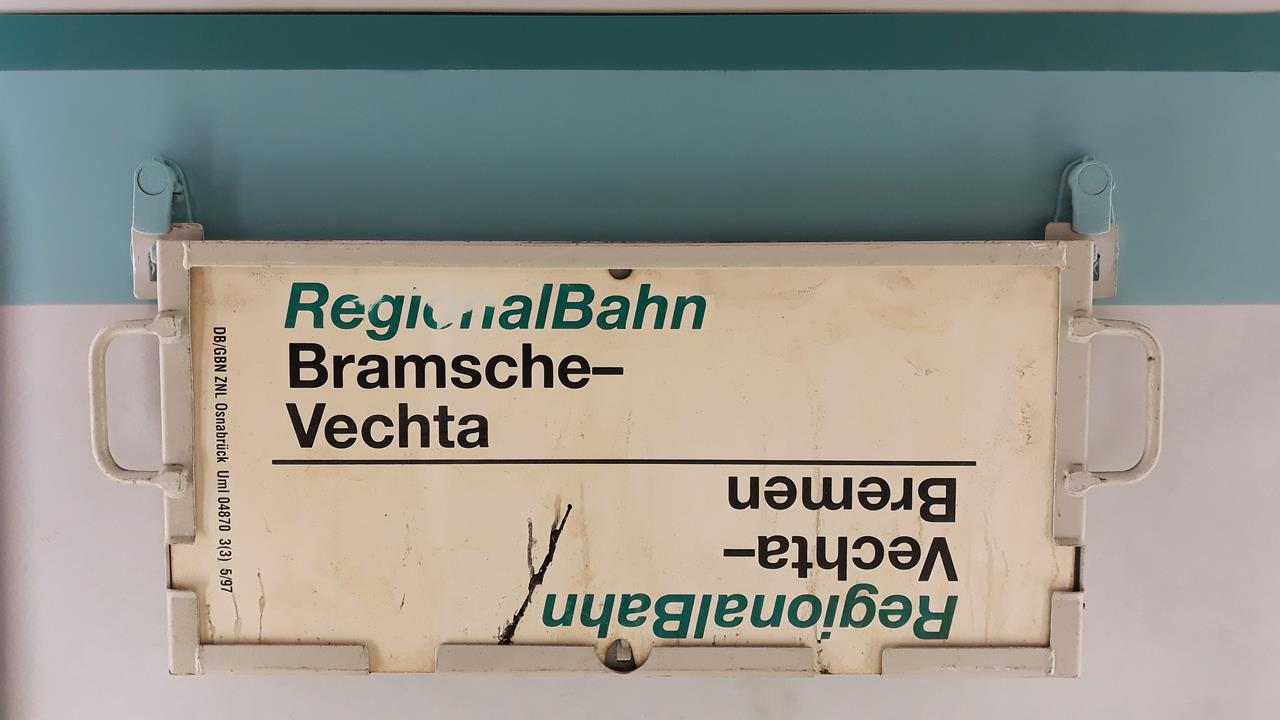 RegionalBahn
Bramsche–
Vechta
RegionalBahn
Vechta–
Bremen
DB/GBN ZNL Osnabrück Uml 04870 3(3) 5/97